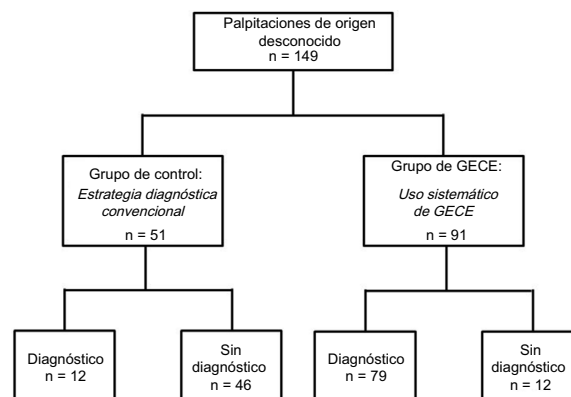 Palpitaciones de origen
desconocido
n = 149
Grupo de control:
Estrategia diagnóstica
convencional
n = 51
Grupo de GECE:
Uso sistemático
de GECE
n = 91
Diagnóstico
n = 12
Sin
diagnóstico
n = 46
Diagnóstico
n = 79
Sin
diagnóstico
n = 12